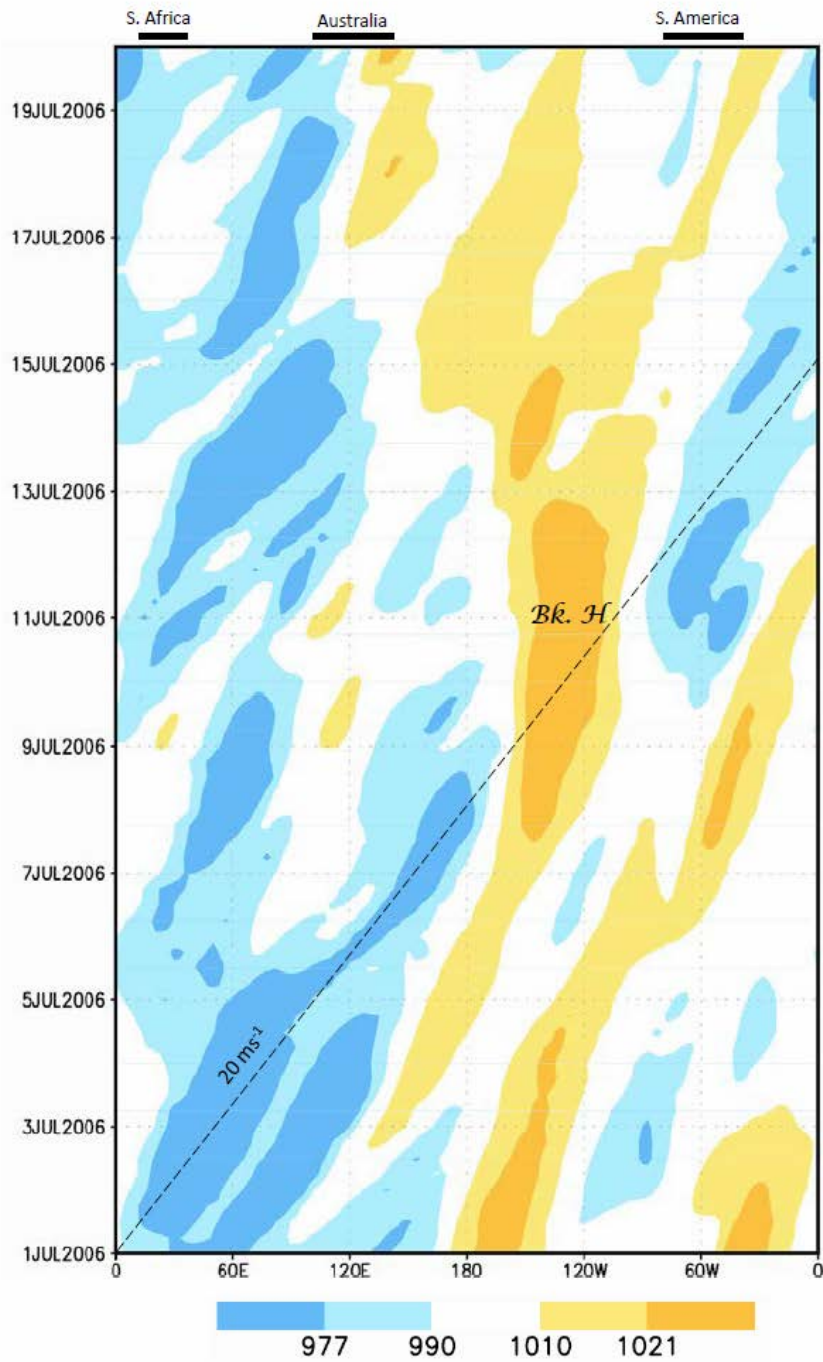 S. Africa Australia S. America
19JUL2006
17JUL2006
15JUL2006
13JUL2006
11JUL2006
Bk. H
9JUL2006
7JUL2006
5JUL2006
20 ms⁻¹
3JUL2006
1JUL2006
0 60E 120E 180 120W 60W 0
977 990 1010 1021